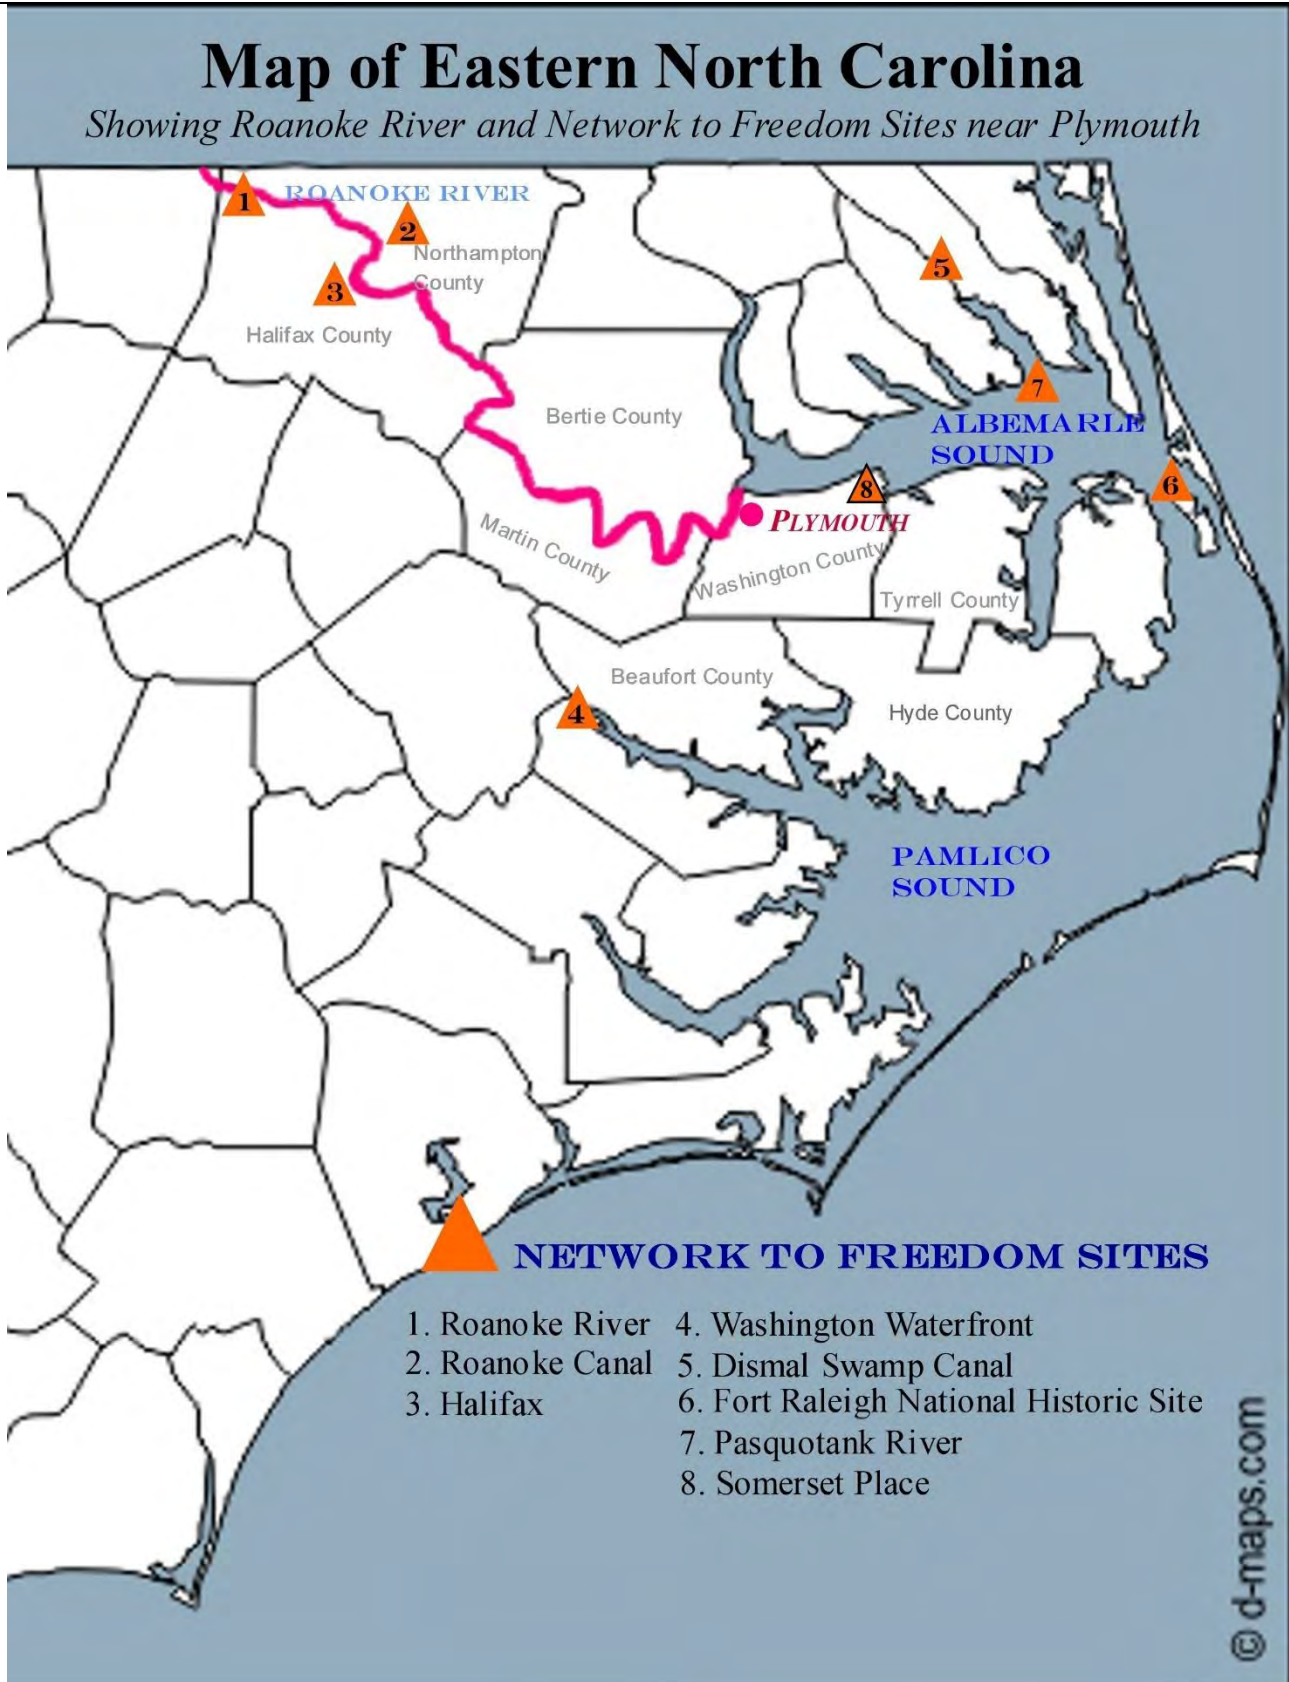 Map of Eastern North Carolina
Showing Roanoke River and Network to Freedom Sites near Plymouth
1
ROANOKE RIVER
2
Northampton
County
5
3
Halifax County
7
Bertie County
ALBEMARLE
SOUND
8
6
PLYMOUTH
Martin County
Washington County
Tyrrell County
Beaufort County
4
Hyde County
PAMLICO
SOUND
NETWORK TO FREEDOM SITES
1. Roanoke River
2. Roanoke Canal
3. Halifax
4. Washington Waterfront
5. Dismal Swamp Canal
6. Fort Raleigh National Historic Site
7. Pasquotank River
8. Somerset Place
© d-maps.com